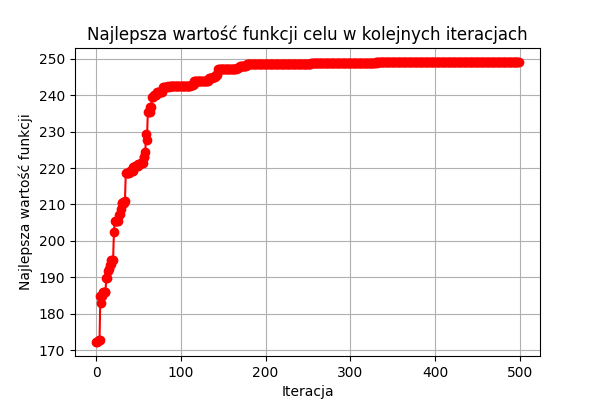 Najlepsza wartość funkcji celu w kolejnych iteracjach
250
240
230
220
210
200
190
180
170
Najlepsza wartość funkcji
0 100 200 300 400 500
Iteracja